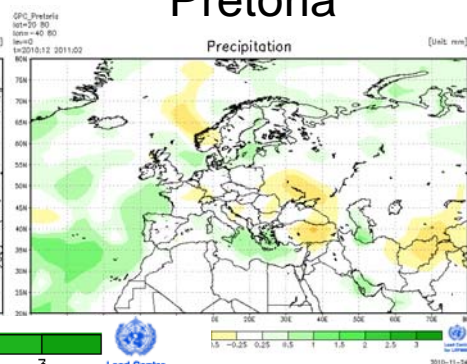 Pretoria
GPC_Pretoria
lat=20 80
lon=-40 80
lev=0
t=2010:12 2011:02
Precipitation
[Unit: mm]
80N
70N
65N
60N
55N
50N
45N
40N
35N
30N
25N
20N
0E 10E 20E 30E 40E 50E 60E 70E
-0.25 0.25 0.5 1 1.5 2 2.5 3
3
Lead Centre